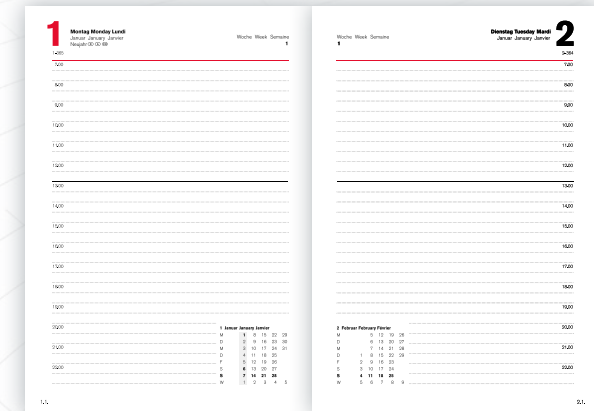 1
Montag Monday Lundi
Januar January Janvier
Neujahr 00:00
Woche Week Semaine
1
1-365
7.00
8.00
9.00
10.00
11.00
12.00
13.00
14.00
15.00
16.00
17.00
18.00
19.00
20.00
21.00
22.00
1 Januar January Janvier
M 1 8 15 22 29
D 2 9 16 23 30
M 3 10 17 24 31
D 4 11 18 25
F 5 12 19 26
S 6 13 20 27
S 7 14 21 28
W 1 2 3 4 5
1.1.
Woche Week Semaine
1
Dienstag Tuesday Mardi
Januar January Janvier
2
2-364
7.00
8.00
9.00
10.00
11.00
12.00
13.00
14.00
15.00
16.00
17.00
18.00
19.00
20.00
21.00
22.00
2 Februar February Février
M 5 12 19 26
D 6 13 20 27
M 7 14 21 28
D 1 8 15 22 29
F 2 9 16 23
S 3 10 17 24
S 4 11 18 25
W 5 6 7 8 9
2.1.